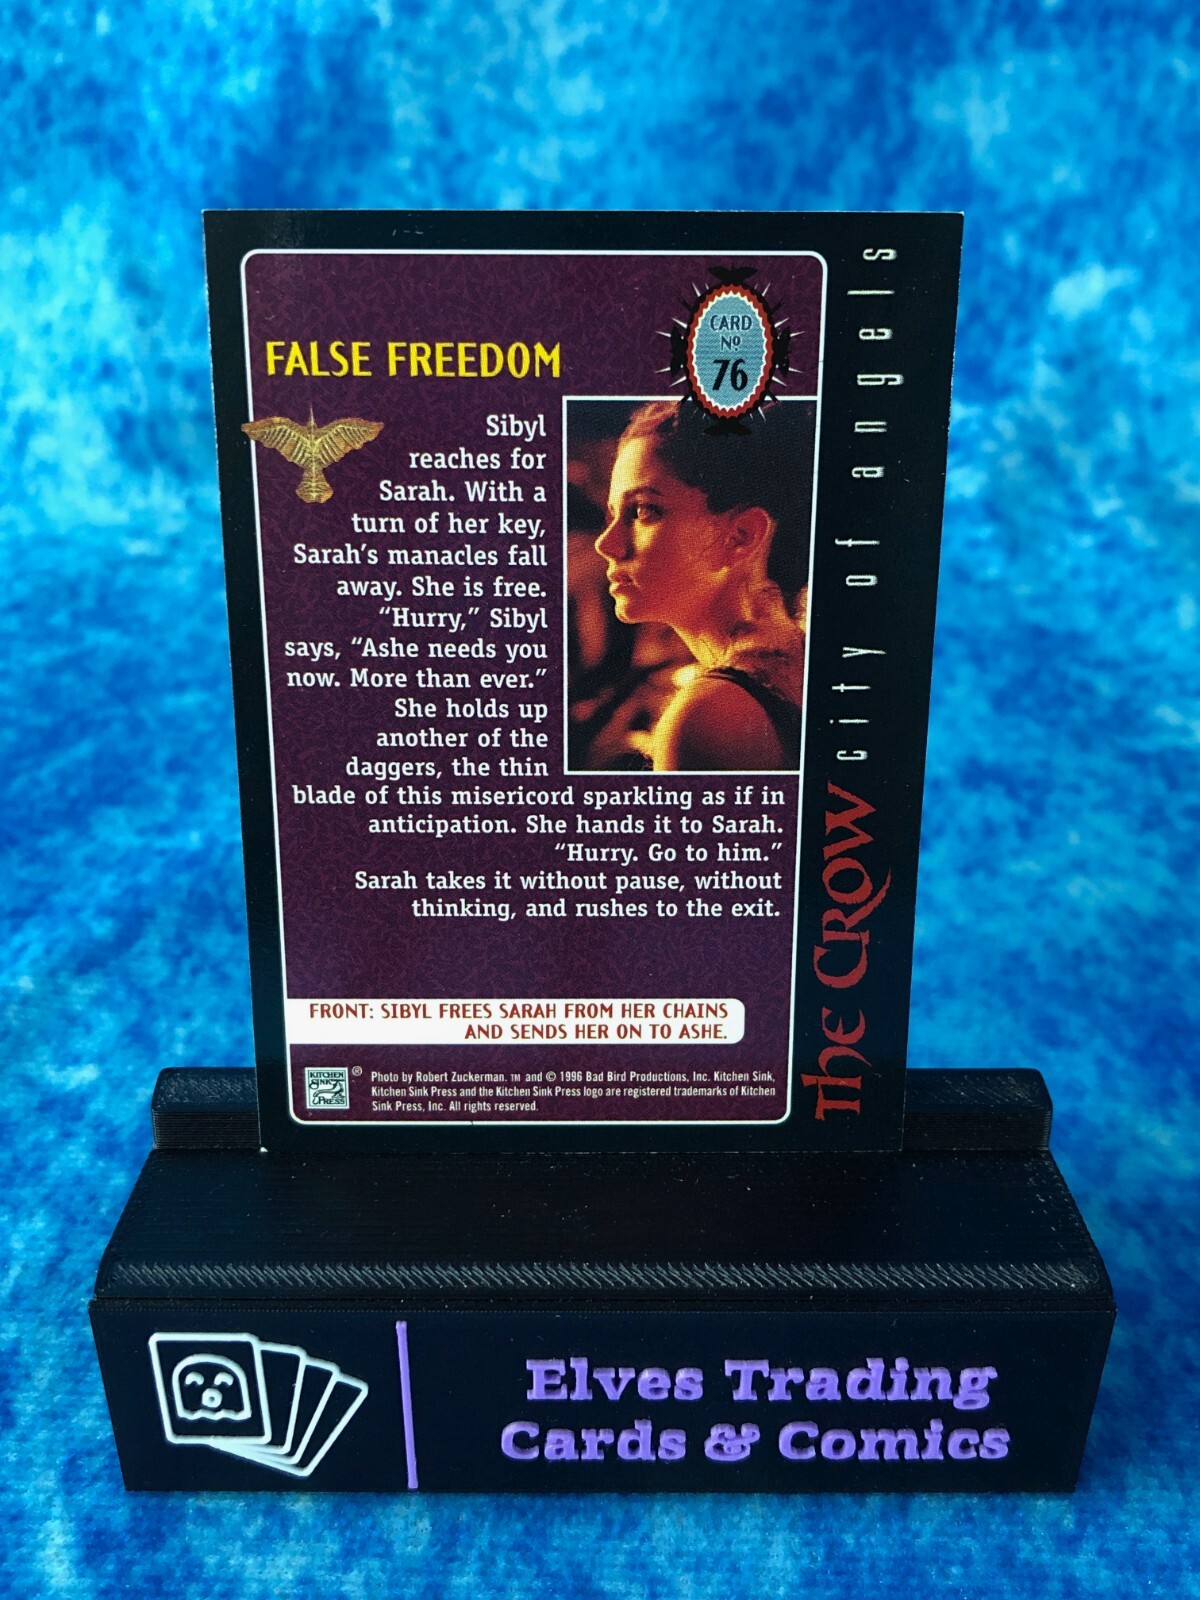 CARD
Nº
76
FALSE FREEDOM
Sibyl
reaches for
Sarah. With a
turn of her key,
Sarah's manacles fall
away. She is free.
"Hurry," Sibyl
says, "Ashe needs you
now. More than ever."
She holds up
another of the
daggers, the thin
blade of this misericord sparkling as if in
anticipation. She hands it to Sarah.
"Hurry. Go to him."
Sarah takes it without pause, without
thinking, and rushes to the exit.
FRONT: SIBYL FREES SARAH FROM HER CHAINS
AND SENDS HER ON TO ASHE.
KITCHEN
SINK
PRESS
®
Photo by Robert Zuckerman. TM and © 1996 Bad Bird Productions, Inc. Kitchen Sink,
Kitchen Sink Press and the Kitchen Sink Press logo are registered trademarks of Kitchen
Sink Press, Inc. All rights reserved.
The CROW city of angels
Elves Trading
Cards & Comics